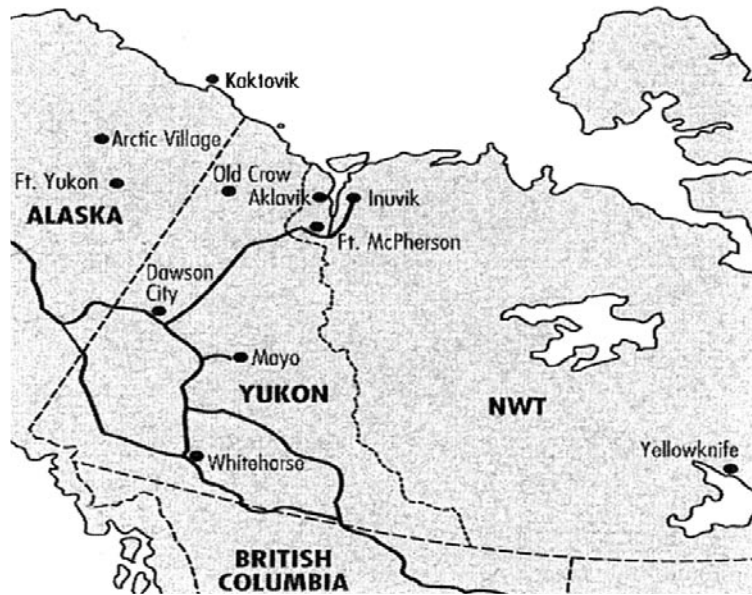 Kaktovik
Arctic Village
Ft. Yukon
Old Crow
Aklavik
Inuvik
ALASKA
Ft. McPherson
Dawson
City
Mayo
YUKON
NWT
Whitehorse
Yellowknife
BRITISH
COLUMBIA